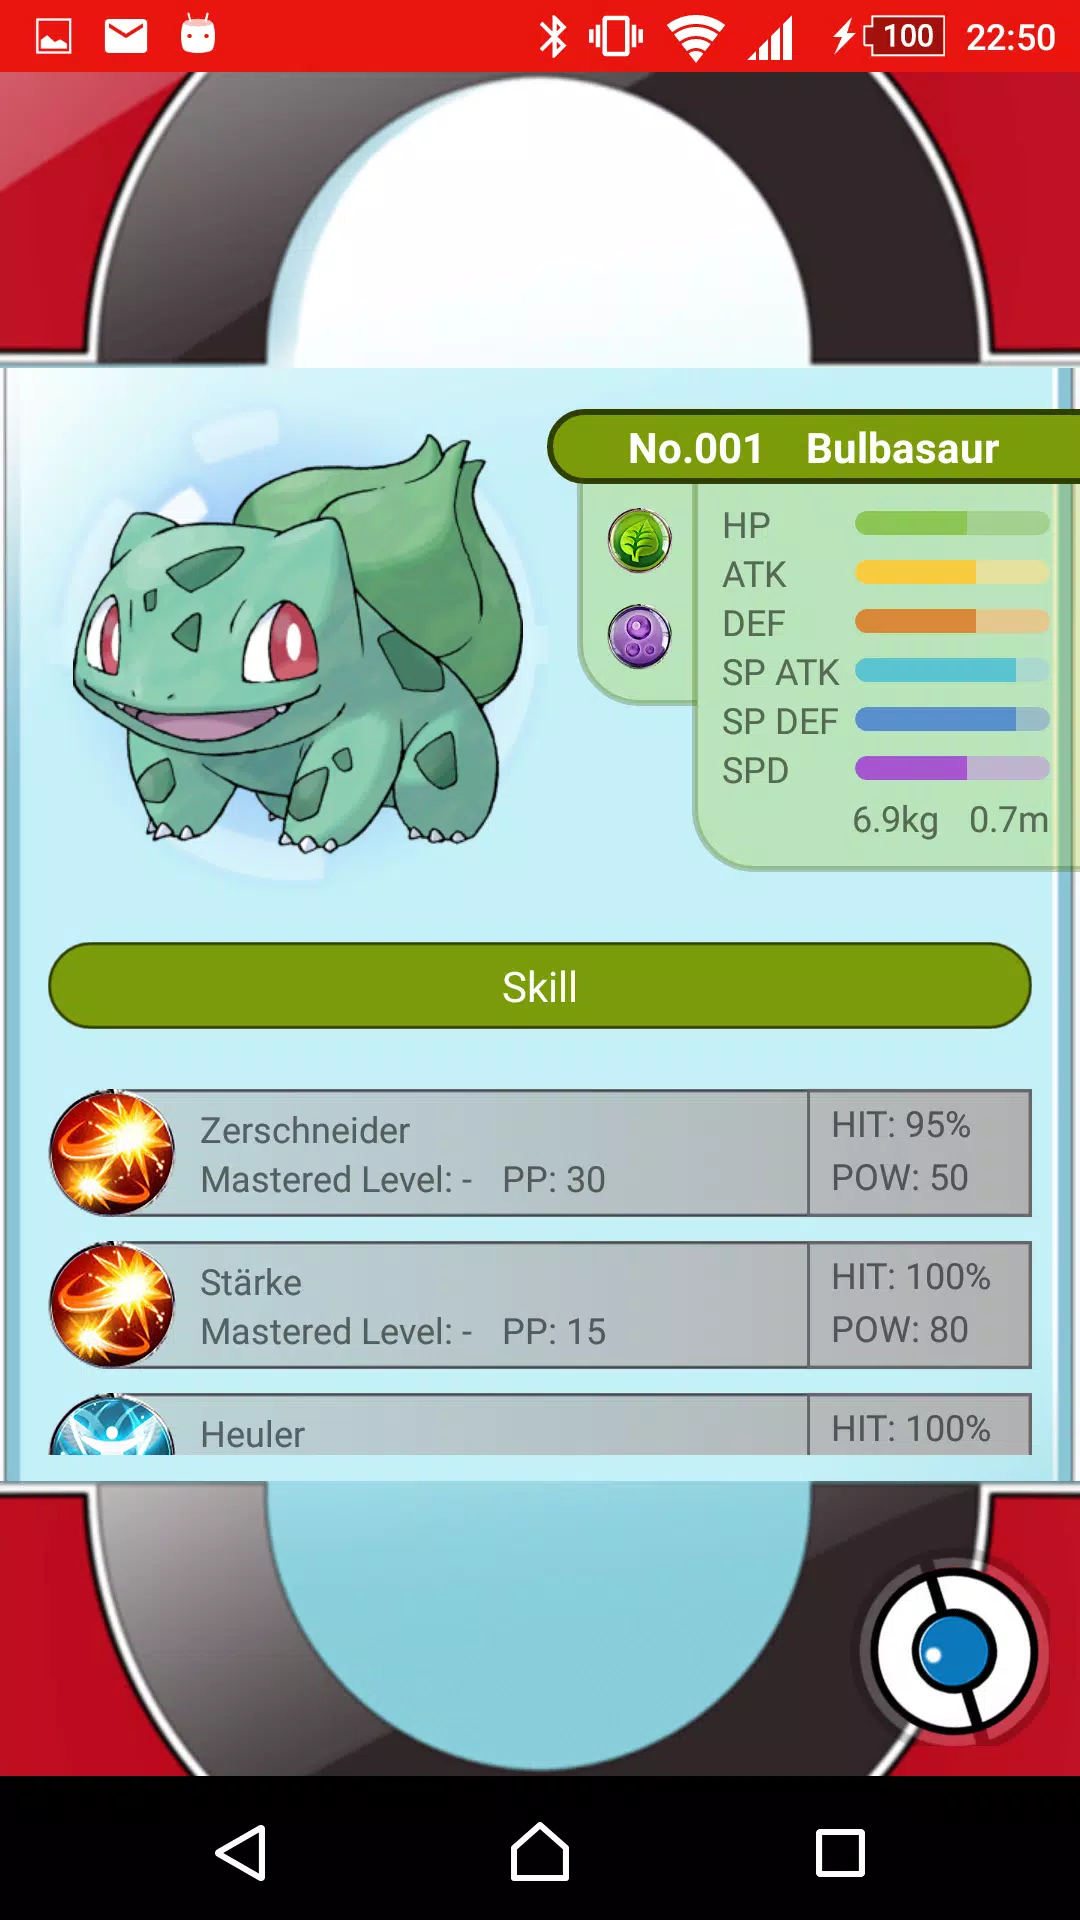 100 22:50
No.001 Bulbasaur
HP
ATK
DEF
SP ATK
SP DEF
SPD
6.9kg 0.7m
Skill
Zerschneider
Mastered Level: - PP: 30
HIT: 95%
POW: 50
Stärke
Mastered Level: - PP: 15
HIT: 100%
POW: 80
Heuler
HIT: 100%